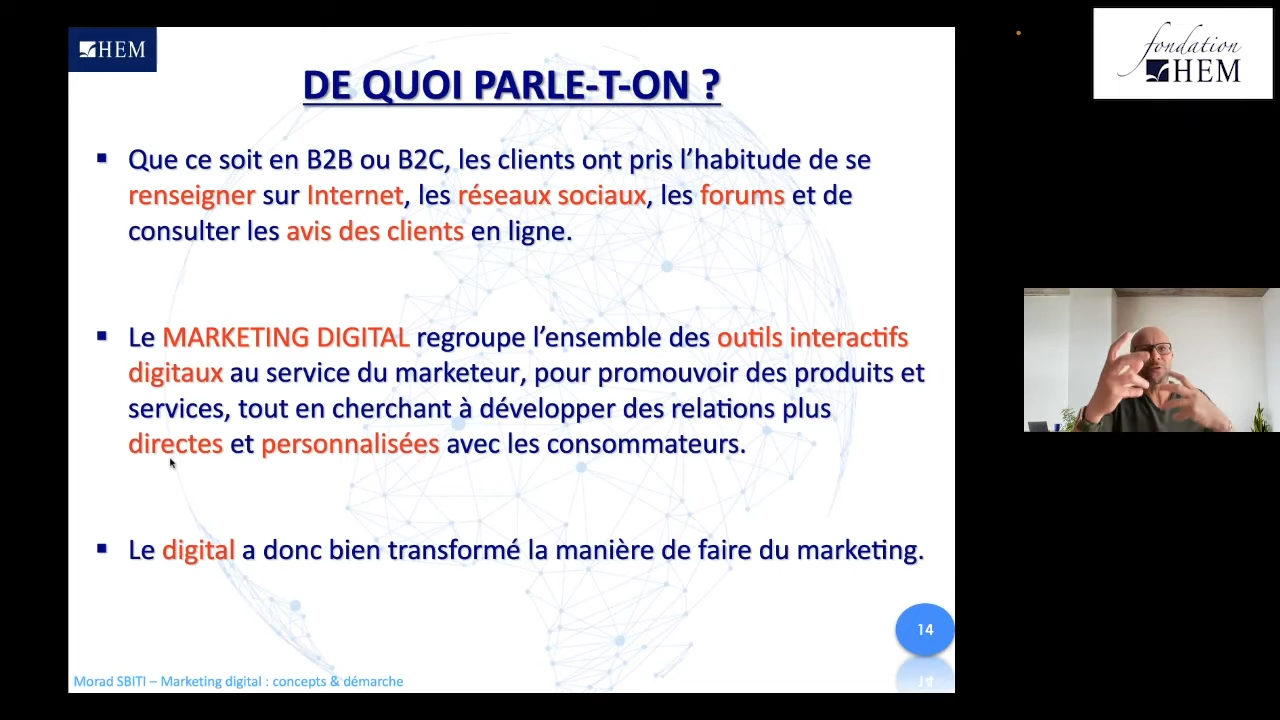 HEM
DE QUOI PARLE-T-ON ?
▪ Que ce soit en B2B ou B2C, les clients ont pris l’habitude de se
renseigner sur Internet, les réseaux sociaux, les forums et de
consulter les avis des clients en ligne.
▪ Le MARKETING DIGITAL regroupe l’ensemble des outils interactifs
digitaux au service du marketeur, pour promouvoir des produits et
services, tout en cherchant à développer des relations plus
directes et personnalisées avec les consommateurs.
▪ Le digital a donc bien transformé la manière de faire du marketing.
14
Morad SBITI – Marketing digital : concepts & démarche
fondation
HEM